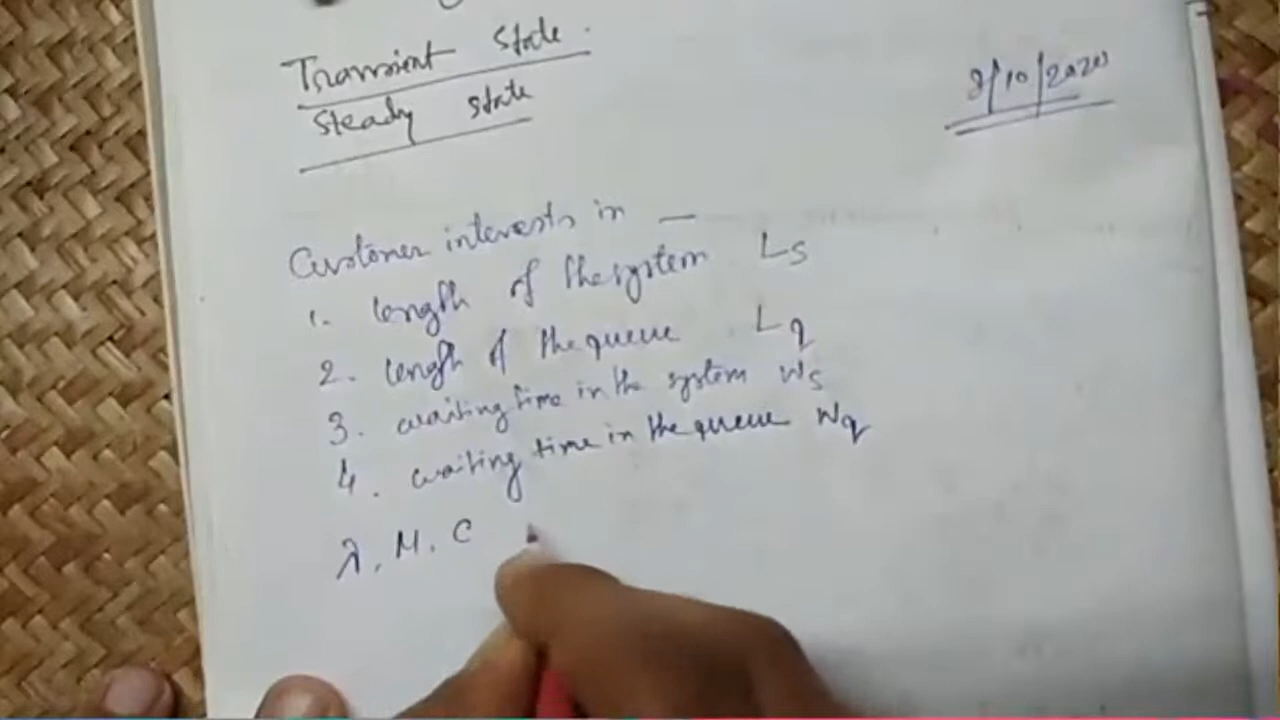 Transient state.
Steady state
8/10/2020
Customer interests in —
1. length of the system Ls
2. length of the queue Lq
3. waiting time in the system Ws
4. waiting time in the queue Wq
λ, M, C